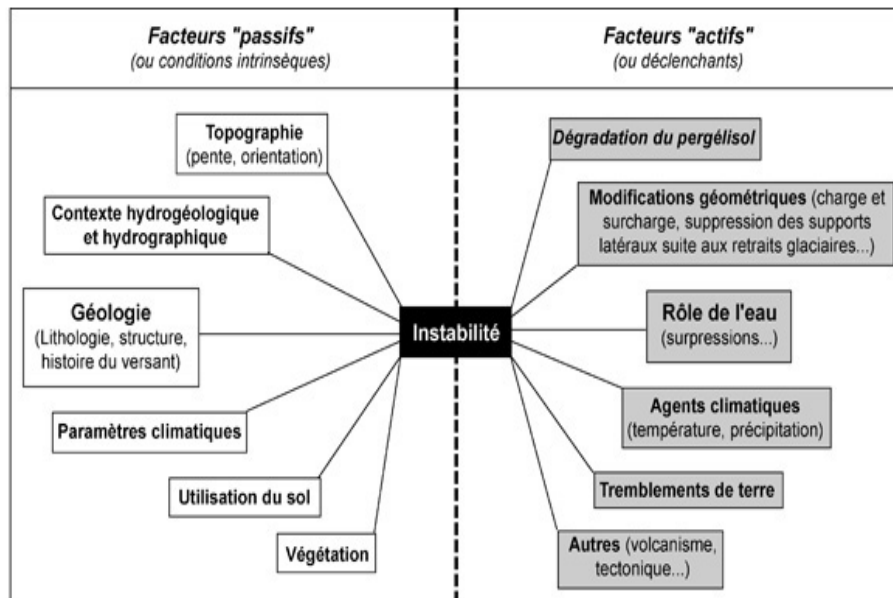 Facteurs "passifs"
(ou conditions intrinsèques)
Topographie
(pente, orientation)
Contexte hydrogéologique
et hydrographique
Géologie
(Lithologie, structure,
histoire du versant)
Paramètres climatiques
Utilisation du sol
Végétation
Instabilité
Facteurs "actifs"
(ou déclenchants)
Dégradation du pergélisol
Modifications géométriques (charge et
surcharge, suppression des supports
latéraux suite aux retraits glaciaires...)
Rôle de l'eau
(surpressions...)
Agents climatiques
(température, précipitation)
Tremblements de terre
Autres (volcanisme,
tectonique...)